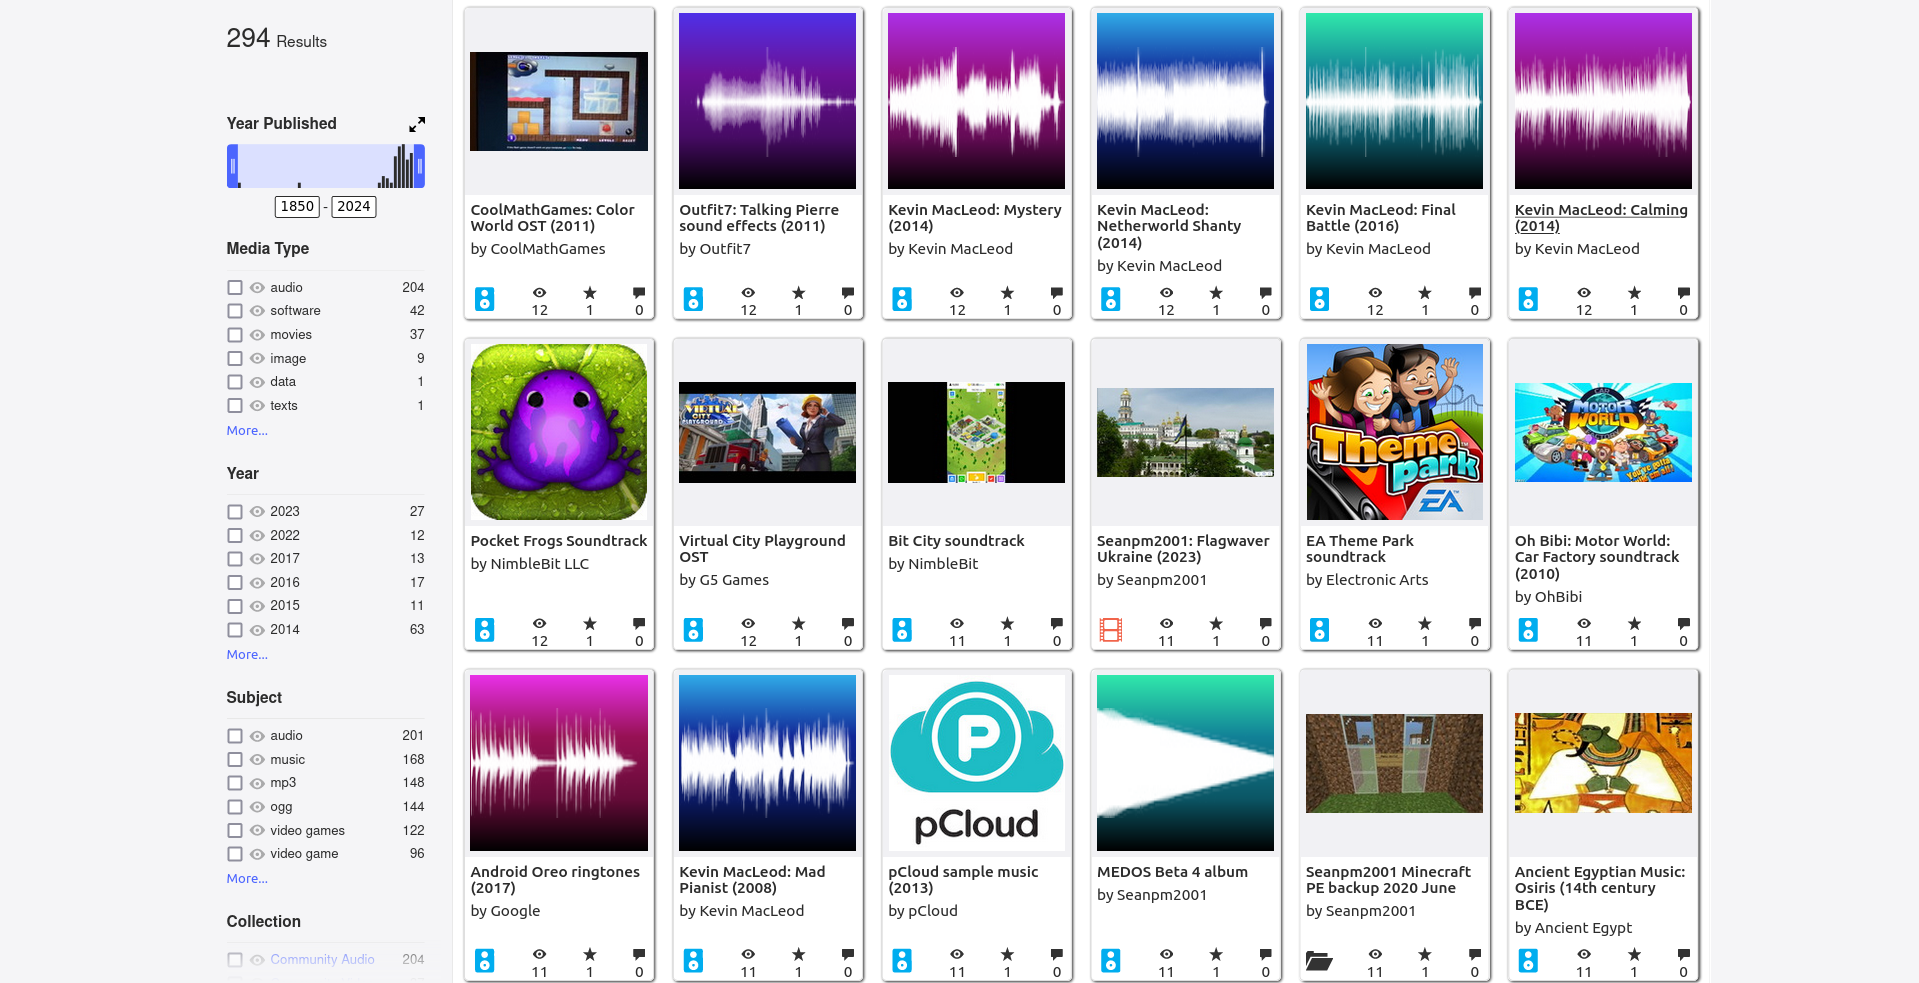 294 Results
Year Published
1850 - 2024
Media Type
audio 204
software 42
movies 37
image 9
data 1
texts 1
More...
Year
2023 27
2022 12
2017 13
2016 17
2015 11
2014 63
More...
Subject
audio 201
music 168
mp3 148
ogg 144
video games 122
video game 96
More...
Collection
Community Audio 204
CoolMathGames: Color
World OST (2011)
by CoolMathGames
12 1 0
Outfit7: Talking Pierre
sound effects (2011)
by Outfit7
12 1 0
Kevin MacLeod: Mystery
(2014)
by Kevin MacLeod
12 1 0
Kevin MacLeod:
Netherworld Shanty
(2014)
by Kevin MacLeod
12 1 0
Kevin MacLeod: Final
Battle (2016)
by Kevin MacLeod
12 1 0
Kevin MacLeod: Calming
(2014)
by Kevin MacLeod
12 1 0
Pocket Frogs Soundtrack
by NimbleBit LLC
12 1 0
VIRTUAL CITY
PLAYGROUND
Virtual City Playground
OST
by G5 Games
12 1 0
Bit City soundtrack
by NimbleBit
11 1 0
Seanpm2001: Flagwaver
Ukraine (2023)
by Seanpm2001
11 1 0
Theme
park
EA
EA Theme Park
soundtrack
by Electronic Arts
11 1 0
MOTOR
WORLD
Oh Bibi: Motor World:
Car Factory soundtrack
(2010)
by OhBibi
11 1 0
Android Oreo ringtones
(2017)
by Google
11 1 0
Kevin MacLeod: Mad
Pianist (2008)
by Kevin MacLeod
11 1 0
P
pCloud
pCloud sample music
(2013)
by pCloud
11 1 0
MEDOS Beta 4 album
by Seanpm2001
11 1 0
Seanpm2001 Minecraft
PE backup 2020 June
by Seanpm2001
11 1 0
Ancient Egyptian Music:
Osiris (14th century
BCE)
by Ancient Egypt
11 1 0